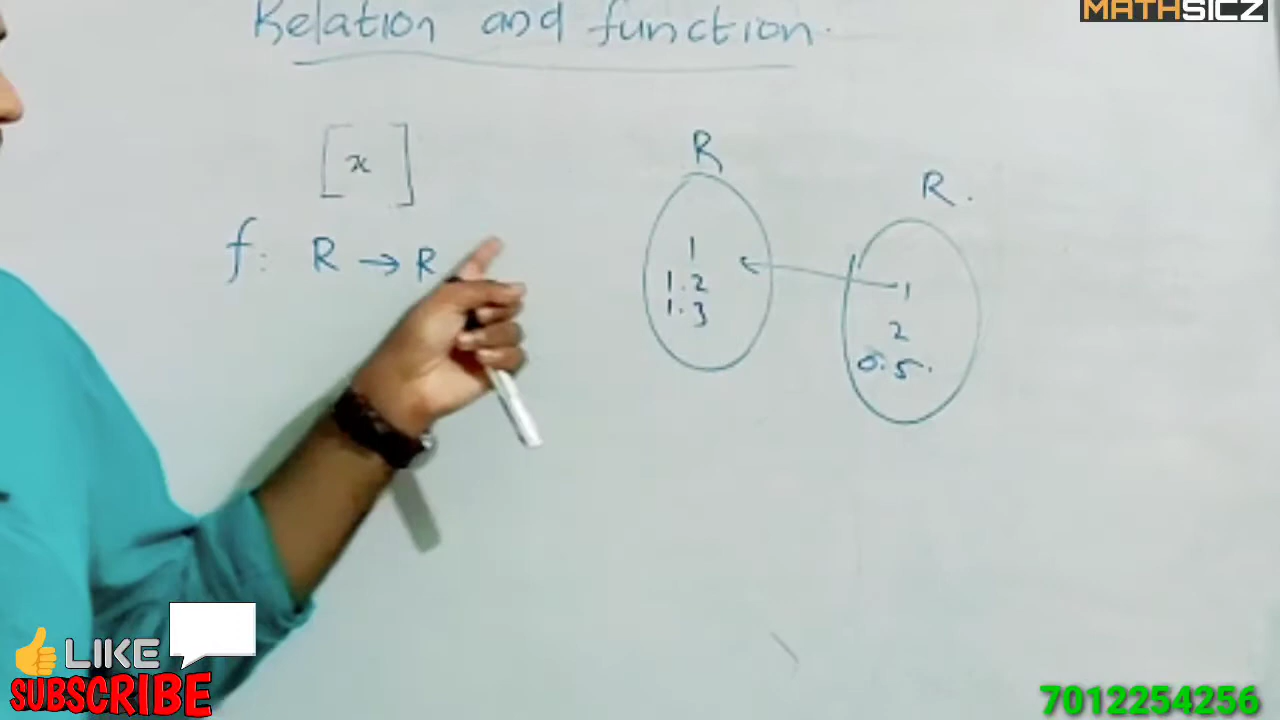 MATHSICZ
Relation and function.
[x]
f: R → R
R
1
1.2
1.3
R.
1
2
0.5.
LIKE
SUBSCRIBE
7012254256